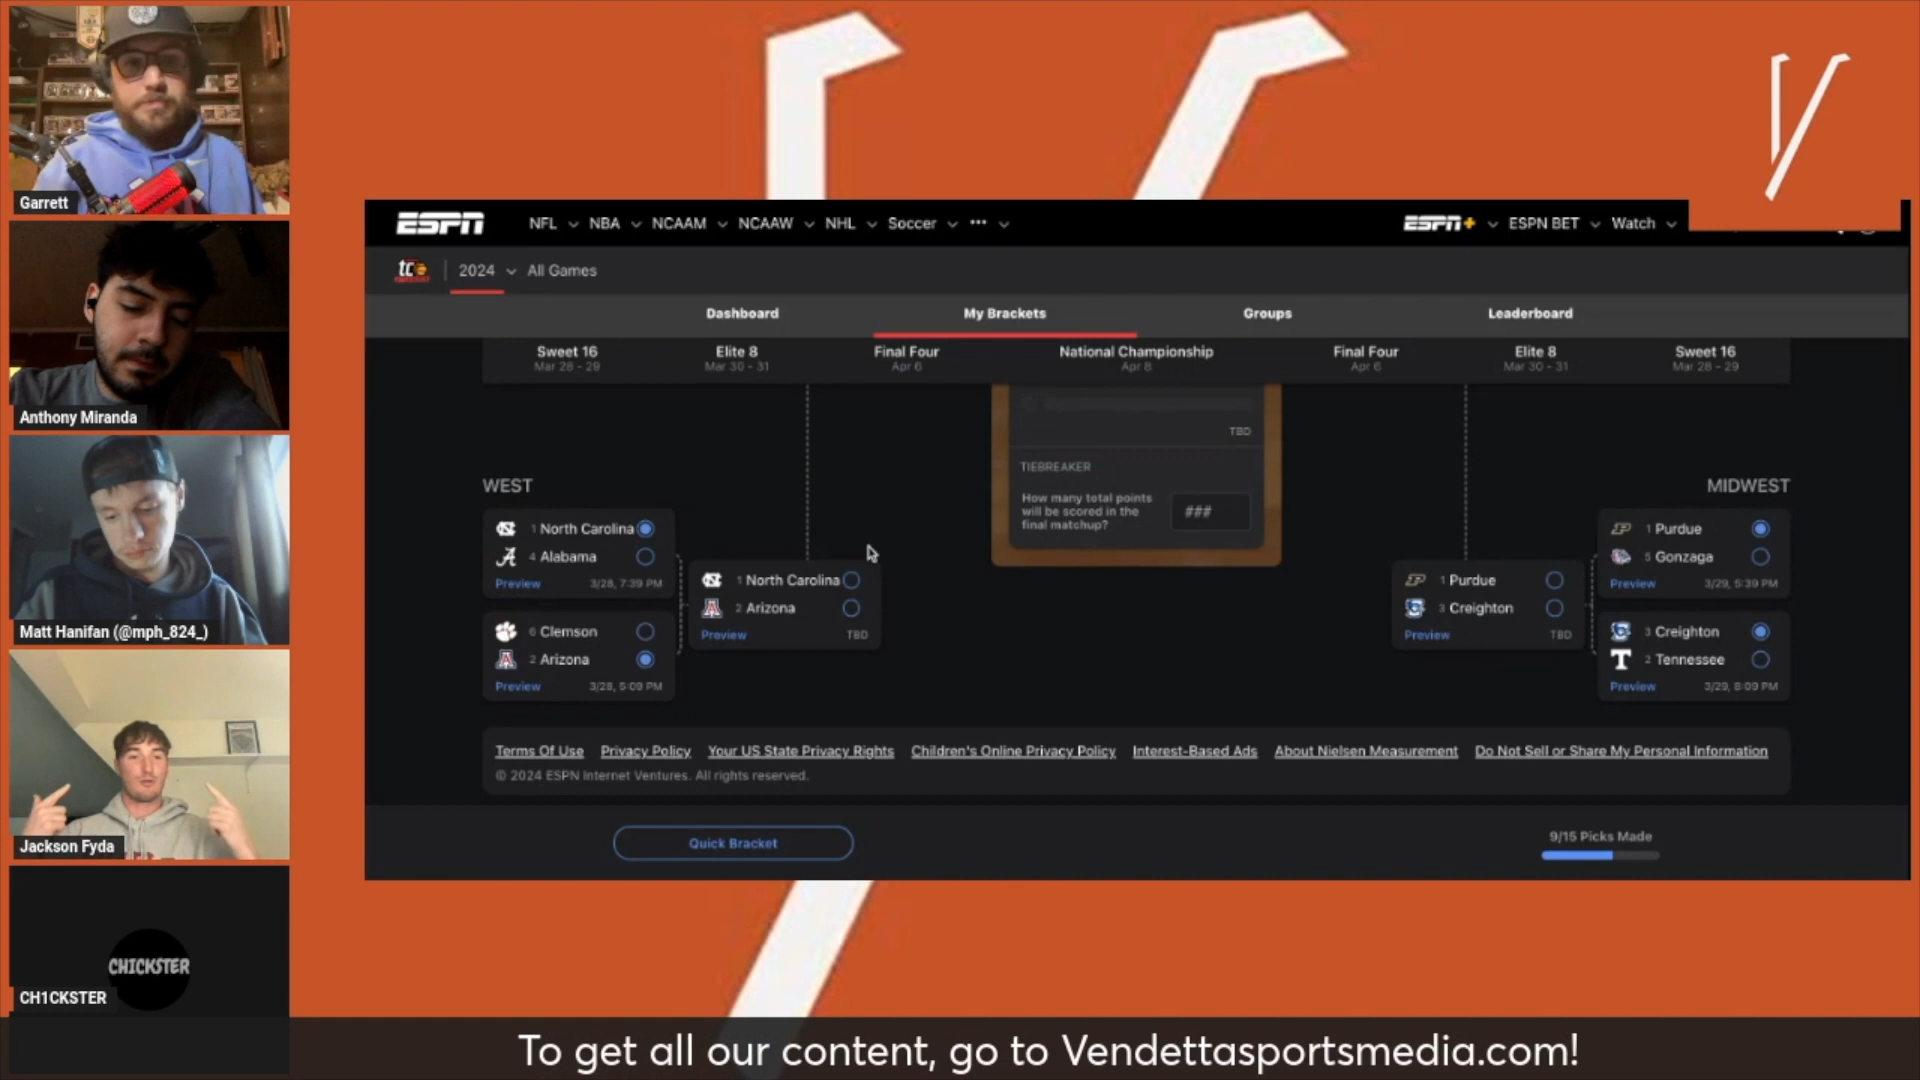 Garrett
Anthony Miranda
Matt Hanifan (@mph_824_)
Jackson Fyda
CHICKSTER
CH1CKSTER
ESPN NFL NBA NCAAM NCAAW NHL Soccer ••• ESPN+ ESPN BET Watch
tc 2024 All Games
Dashboard My Brackets Groups Leaderboard
Sweet 16 Elite 8 Final Four National Championship Final Four Elite 8 Sweet 16
Mar 28 - 29 Mar 30 - 31 Apr 6 Apr 8 Apr 6 Mar 30 - 31 Mar 28 - 29
TBD
TIEBREAKER
How many total points
will be scored in the
final matchup?
###
WEST
1 North Carolina
4 Alabama
Preview 3/28, 7:39 PM
6 Clemson
2 Arizona
Preview 3/28, 5:09 PM
1 North Carolina
2 Arizona
Preview TBD
1 Purdue
3 Creighton
Preview TBD
MIDWEST
1 Purdue
5 Gonzaga
Preview 3/29, 5:39 PM
3 Creighton
2 Tennessee
Preview 3/29, 8:09 PM
Terms Of Use Privacy Policy Your US State Privacy Rights Children's Online Privacy Policy Interest-Based Ads About Nielsen Measurement Do Not Sell or Share My Personal Information
© 2024 ESPN Internet Ventures. All rights reserved.
Quick Bracket
9/15 Picks Made
V
To get all our content, go to Vendettasportsmedia.com!